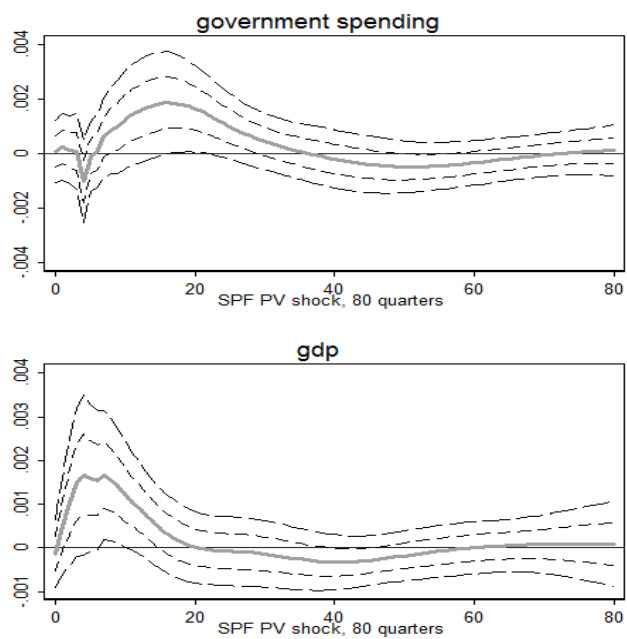 government spending
.004
.002
0
-.002
-.004
0 20 40 60 80
SPF PV shock, 80 quarters
gdp
.004
.003
.002
.001
0
-.001
0 20 40 60 80
SPF PV shock, 80 quarters